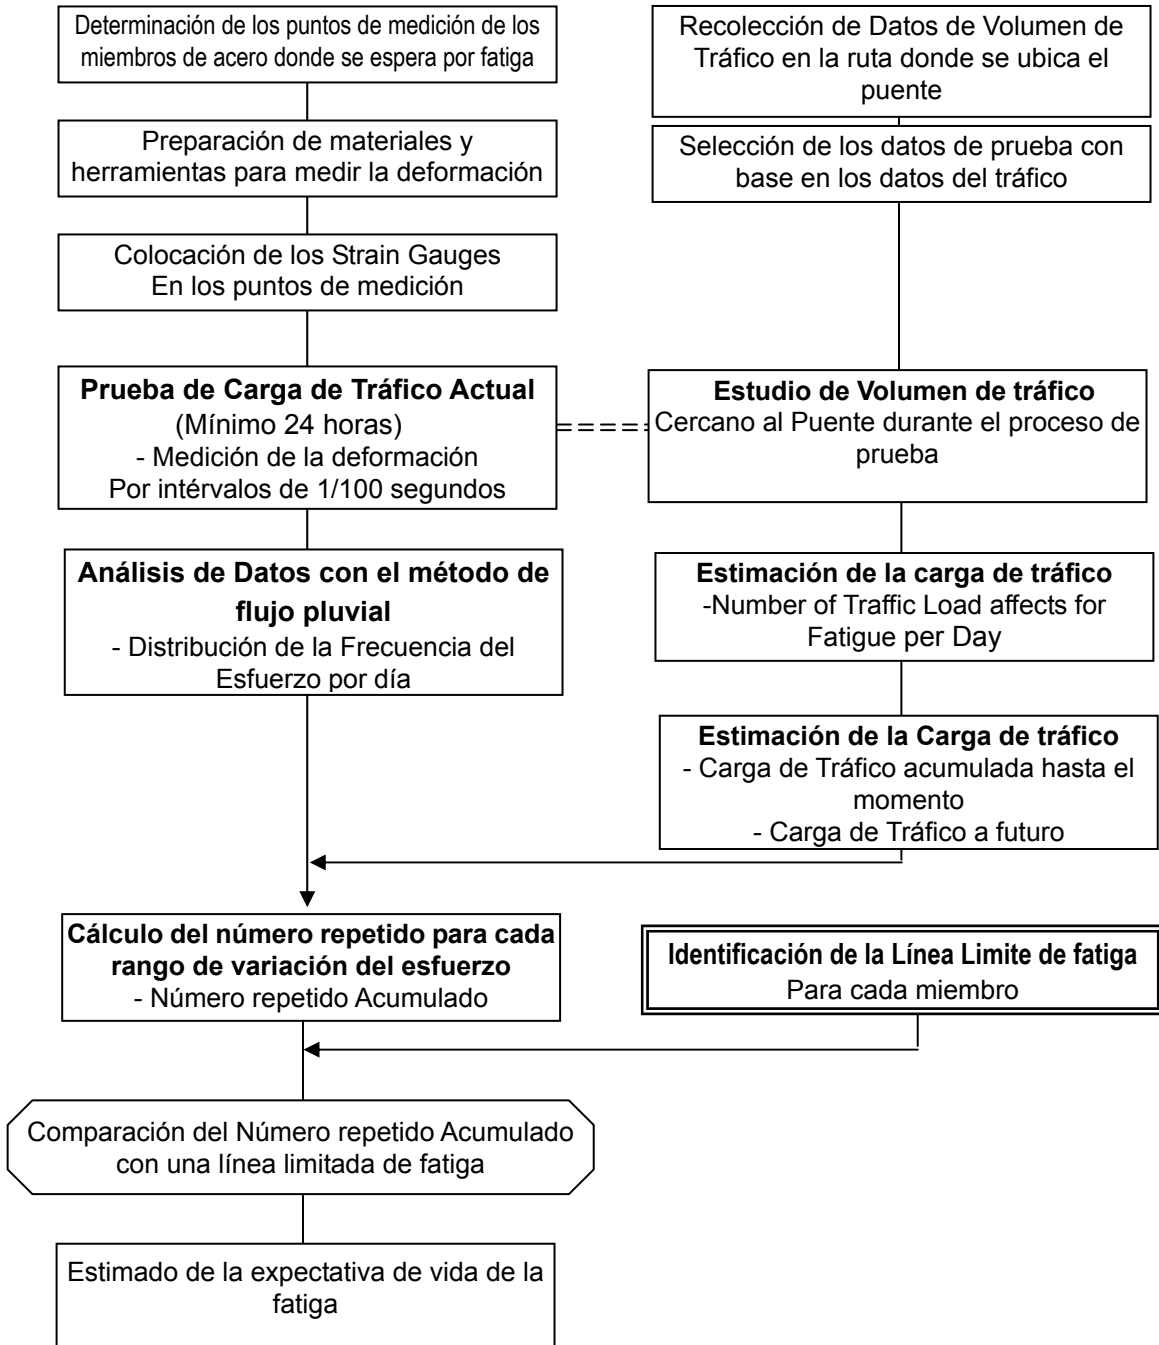 Determinación de los puntos de medición de los
miembros de acero donde se espera por fatiga
Preparación de materiales y
herramientas para medir la deformación
Colocación de los Strain Gauges
En los puntos de medición
Prueba de Carga de Tráfico Actual
(Mínimo 24 horas)
- Medición de la deformación
Por intérvalos de 1/100 segundos
Análisis de Datos con el método de
flujo pluvial
- Distribución de la Frecuencia del
Esfuerzo por día
Recolección de Datos de Volumen de
Tráfico en la ruta donde se ubica el
puente
Selección de los datos de prueba con
base en los datos del tráfico
Estudio de Volumen de tráfico
Cercano al Puente durante el proceso de
prueba
Estimación de la carga de tráfico
-Number of Traffic Load affects for
Fatigue per Day
Estimación de la Carga de tráfico
- Carga de Tráfico acumulada hasta el
momento
- Carga de Tráfico a futuro
Cálculo del número repetido para cada
rango de variación del esfuerzo
- Número repetido Acumulado
Identificación de la Línea Limite de fatiga
Para cada miembro
Comparación del Número repetido Acumulado
con una línea limitada de fatiga
Estimado de la expectativa de vida de la
fatiga